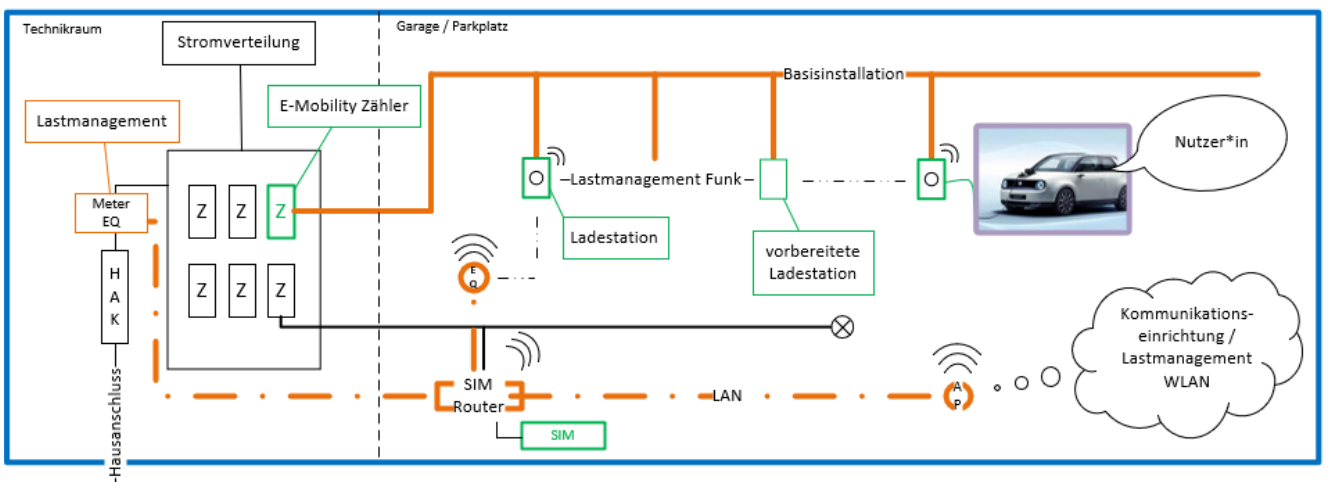 Technikraum
Garage / Parkplatz
Stromverteilung
Basisinstallation
E-Mobility Zähler
Lastmanagement
Nutzer*in
Meter
EQ
Z
Z
Z
Lastmanagement Funk
Ladestation
vorbereitete
Ladestation
H
A
K
E
Q
Z
Z
Z
Kommunikations-
einrichtung /
Lastmanagement
WLAN
SIM
Router
LAN
A
P
SIM
Hausanschluss